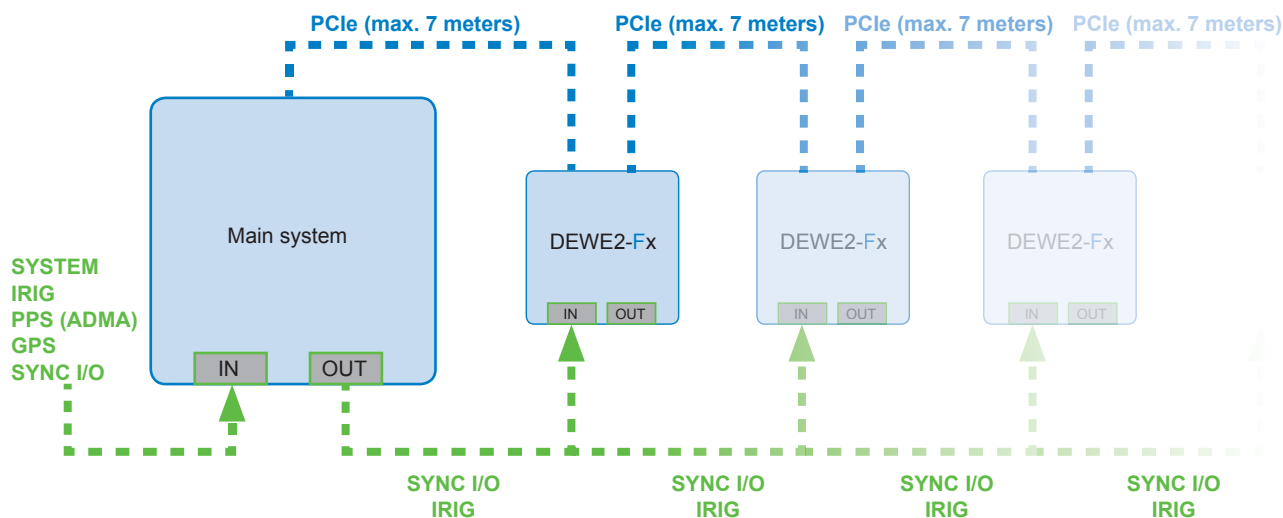 PCIe (max. 7 meters)
PCIe (max. 7 meters)
PCIe (max. 7 meters)
PCIe (max. 7 meters)
Main system
DEWE2-Fx
DEWE2-Fx
DEWE2-Fx
SYSTEM
IRIG
PPS (ADMA)
GPS
SYNC I/O
IN
OUT
IN
OUT
IN
OUT
IN
OUT
SYNC I/O
IRIG
SYNC I/O
IRIG
SYNC I/O
IRIG
SYNC I/O
IRIG